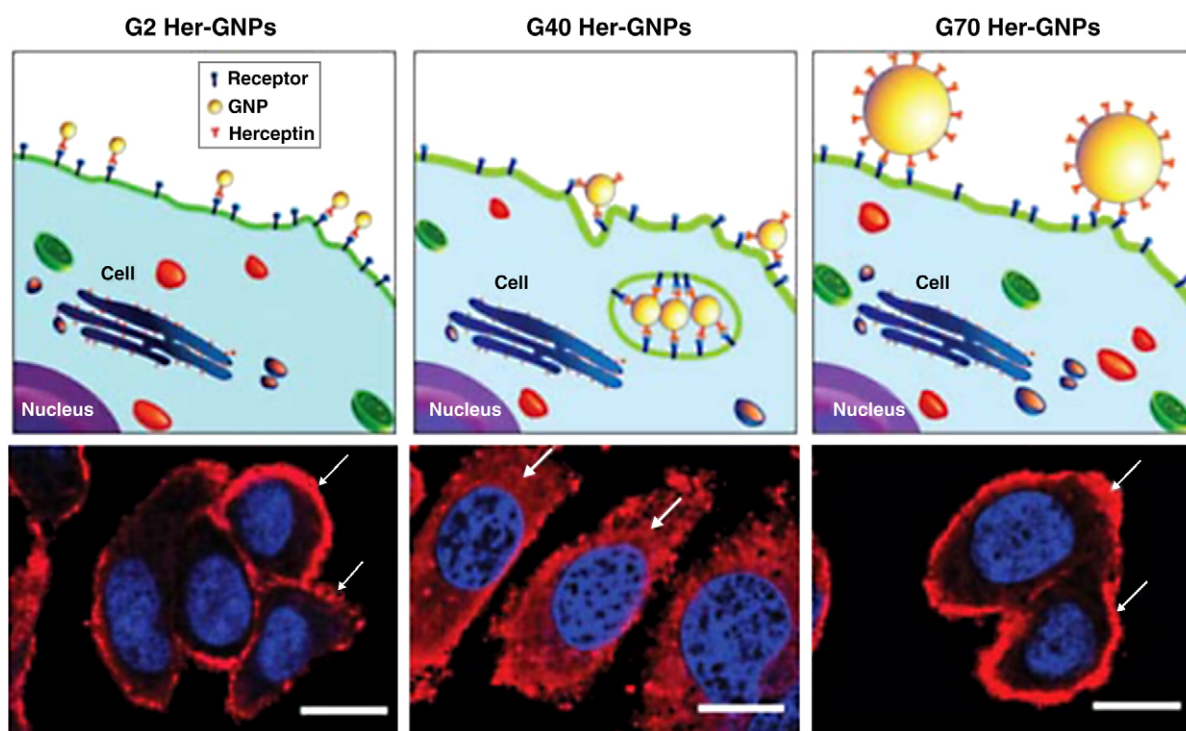 G2 Her-GNPs
G40 Her-GNPs
G70 Her-GNPs
Receptor
GNP
Herceptin
Cell
Nucleus
Cell
Nucleus
Cell
Nucleus